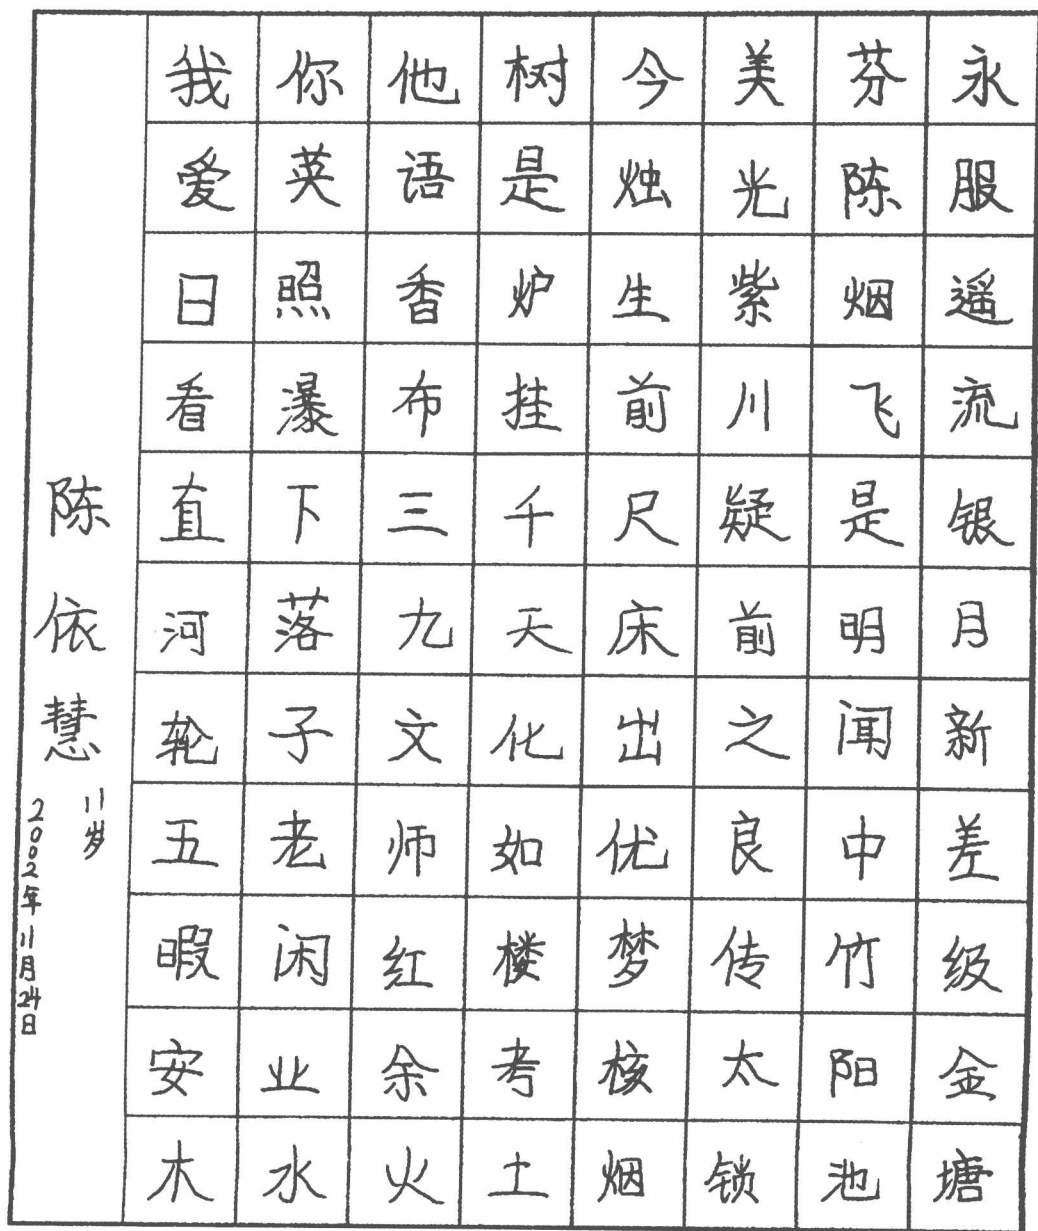 我你他树今美芬永
爱英语是烛光陈服
日照香炉生紫烟遥
看瀑布挂前川飞流
直下三千尺疑是银
河落九天床前明月
轮子文化出之闻新
五老师如优良中差
暇闲红楼梦传竹级
安业余考核太阳金
木水火土烟锁池塘
陈依慧
11岁
2002年11月24日